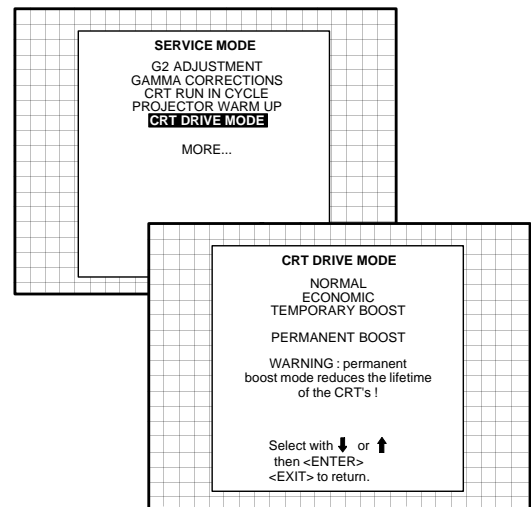 SERVICE MODE
G2 ADJUSTMENT
GAMMA CORRECTIONS
CRT RUN IN CYCLE
PROJECTOR WARM UP
CRT DRIVE MODE
MORE...
CRT DRIVE MODE
NORMAL
ECONOMIC
TEMPORARY BOOST
PERMANENT BOOST
WARNING : permanent
boost mode reduces the lifetime
of the CRT's !
Select with ⬇ or ⬆
then <ENTER>
<EXIT> to return.